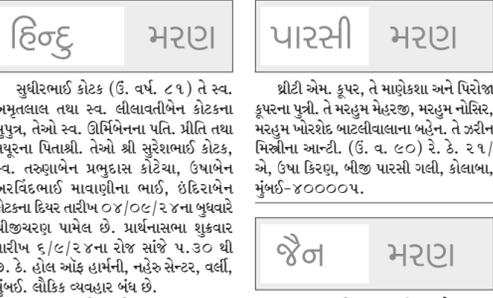 હિન્દુ મરણ
સુધીરભાઈ કોટક (ઉં. વર્ષ. ૮૧) તે સ્વ.
અમૃતલાલ તથા સ્વ. લીલાવતીબેન કોટકના
સુપુત્ર, તેઓ સ્વ. ઊર્મિબેનના પતિ. પ્રીતિ તથા
મયૂરના પિતાશ્રી. તેઓ શ્રી સુરેશભાઈ કોટક,
સ્વ. તરુણાબેન પ્રભુદાસ કોટેચા, ઉષાબેન
અરવિંદભાઈ માવાણીના ભાઈ, ઇંદિરાબેન
કોટકના દિયર તારીખ ૦૪/૦૯/૨૪ના બુધવારે
શ્રીજીચરણ પામેલ છે. પ્રાર્થનાસભા શુક્રવાર
તારીખ ૬/૯/૨૪ના રોજ સાંજે ૫.૩૦ થી
૭. ઠે. હોલ ઑફ હાર્મની, નહેરુ સેન્ટર, વર્લી,
મુંબઈ. લૌકિક વ્યવહાર બંધ છે.
પારસી મરણ
થ્રીટી એમ. કૂપર, તે માણેકશા અને પિરોજા
કૂપરના પુત્રી. તે મરહુમ મેહરજી, મરહુમ નોસિર,
મરહુમ ખોરશેદ બાટલીવાલાના બહેન. તે ઝરીન
મિસ્ત્રીના આન્ટી. (ઉં. વ. ૯૦) રે. ઠે. ૨૧/
એ, ઉષા કિરણ, બીજી પારસી ગલી, કોલાબા,
મુંબઈ-૪૦૦૦૦૫.
જૈન મરણ